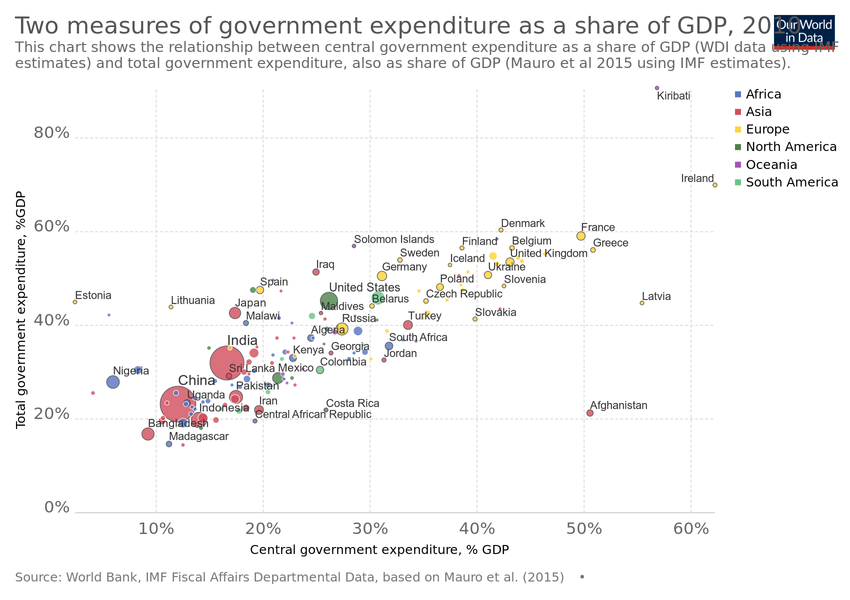 Two measures of government expenditure as a share of GDP, 2010
Our World
in Data
This chart shows the relationship between central government expenditure as a share of GDP (WDI data using IMF
estimates) and total government expenditure, also as share of GDP (Mauro et al 2015 using IMF estimates).
Africa
Asia
Europe
North America
Oceania
South America
Total government expenditure, %GDP
80%
60%
40%
20%
0%
Kiribati
Ireland
Denmark
France
Solomon Islands
Finland
Belgium
Greece
Sweden
United Kingdom
Iceland
Iraq
Germany
Ukraine
Spain
Poland
Slovenia
United States
Czech Republic
Estonia
Lithuania
Japan
Maldives
Belarus
Latvia
Malawi
Russia
Turkey
Slovakia
Algeria
India
Kenya
Georgia
South Africa
Jordan
Nigeria
Sri Lanka
Mexico
Colombia
China
Pakistan
Uganda
Indonesia
Iran
Costa Rica
Afghanistan
Central African Republic
Bangladesh
Madagascar
10%
20%
30%
40%
50%
60%
Central government expenditure, % GDP
Source: World Bank, IMF Fiscal Affairs Departmental Data, based on Mauro et al. (2015) •